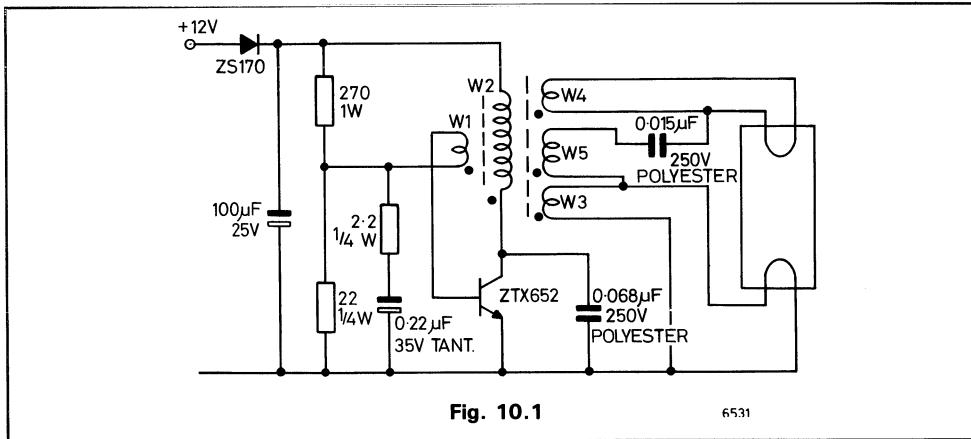 +12V
ZS170
270
1W
W1
W2
W4
W5
W3
0·015µF
250V
POLYESTER
100µF
25V
2·2
1/4 W
22
1/4W
0·22µF
35V TANT.
ZTX652
0·068µF
250V
POLYESTER
Fig. 10.1
6531